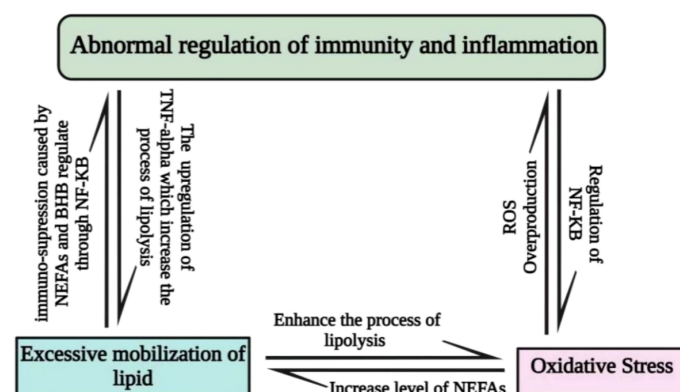 Abnormal regulation of immunity and inflammation
immuno-supression caused by
NEFAs and BHB regulate
through NF-KB
The upregulation of
TNF-alpha which increase the
process of lipolysis
ROS
Overproduction
Regulation of
NF-KB
Enhance the process of
lipolysis
Increase level of NEFAs
Excessive mobilization of
lipid
Oxidative Stress